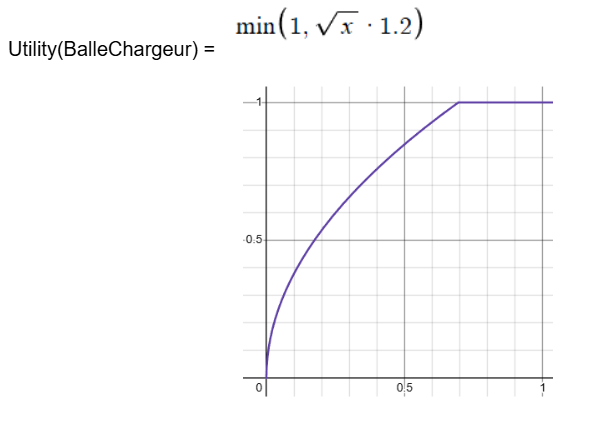 min(1, √x · 1.2)
Utility(BalleChargeur) =
1
0.5
0
0.5
1